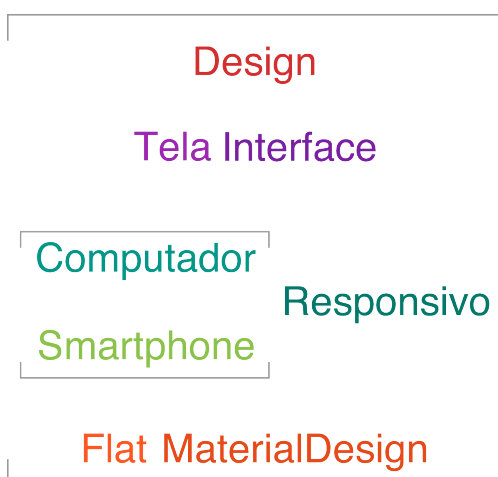 Design
Tela Interface
Computador
Responsivo
Smartphone
Flat MaterialDesign